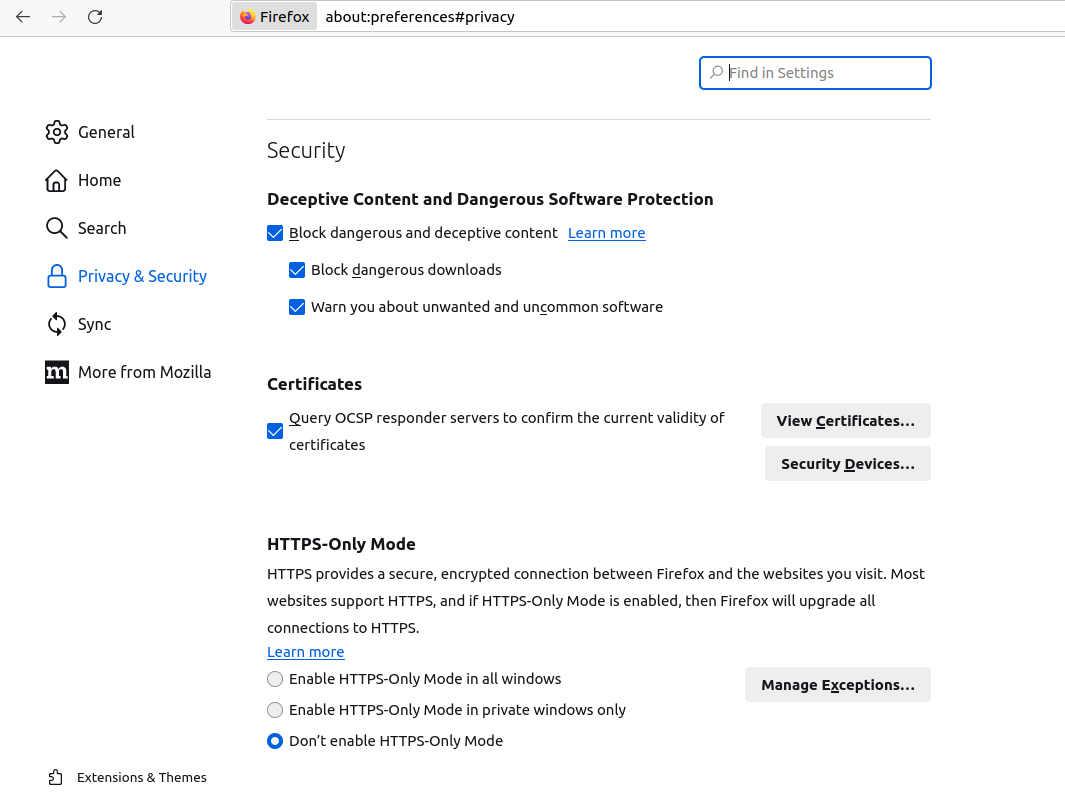 Firefox about:preferences#privacy
Find in Settings
General
Home
Search
Privacy & Security
Sync
More from Mozilla
Extensions & Themes
Security
Deceptive Content and Dangerous Software Protection
Block dangerous and deceptive content Learn more
Block dangerous downloads
Warn you about unwanted and uncommon software
Certificates
Query OCSP responder servers to confirm the current validity of
certificates
View Certificates...
Security Devices...
HTTPS-Only Mode
HTTPS provides a secure, encrypted connection between Firefox and the websites you visit. Most
websites support HTTPS, and if HTTPS-Only Mode is enabled, then Firefox will upgrade all
connections to HTTPS.
Learn more
Enable HTTPS-Only Mode in all windows
Manage Exceptions...
Enable HTTPS-Only Mode in private windows only
Don’t enable HTTPS-Only Mode